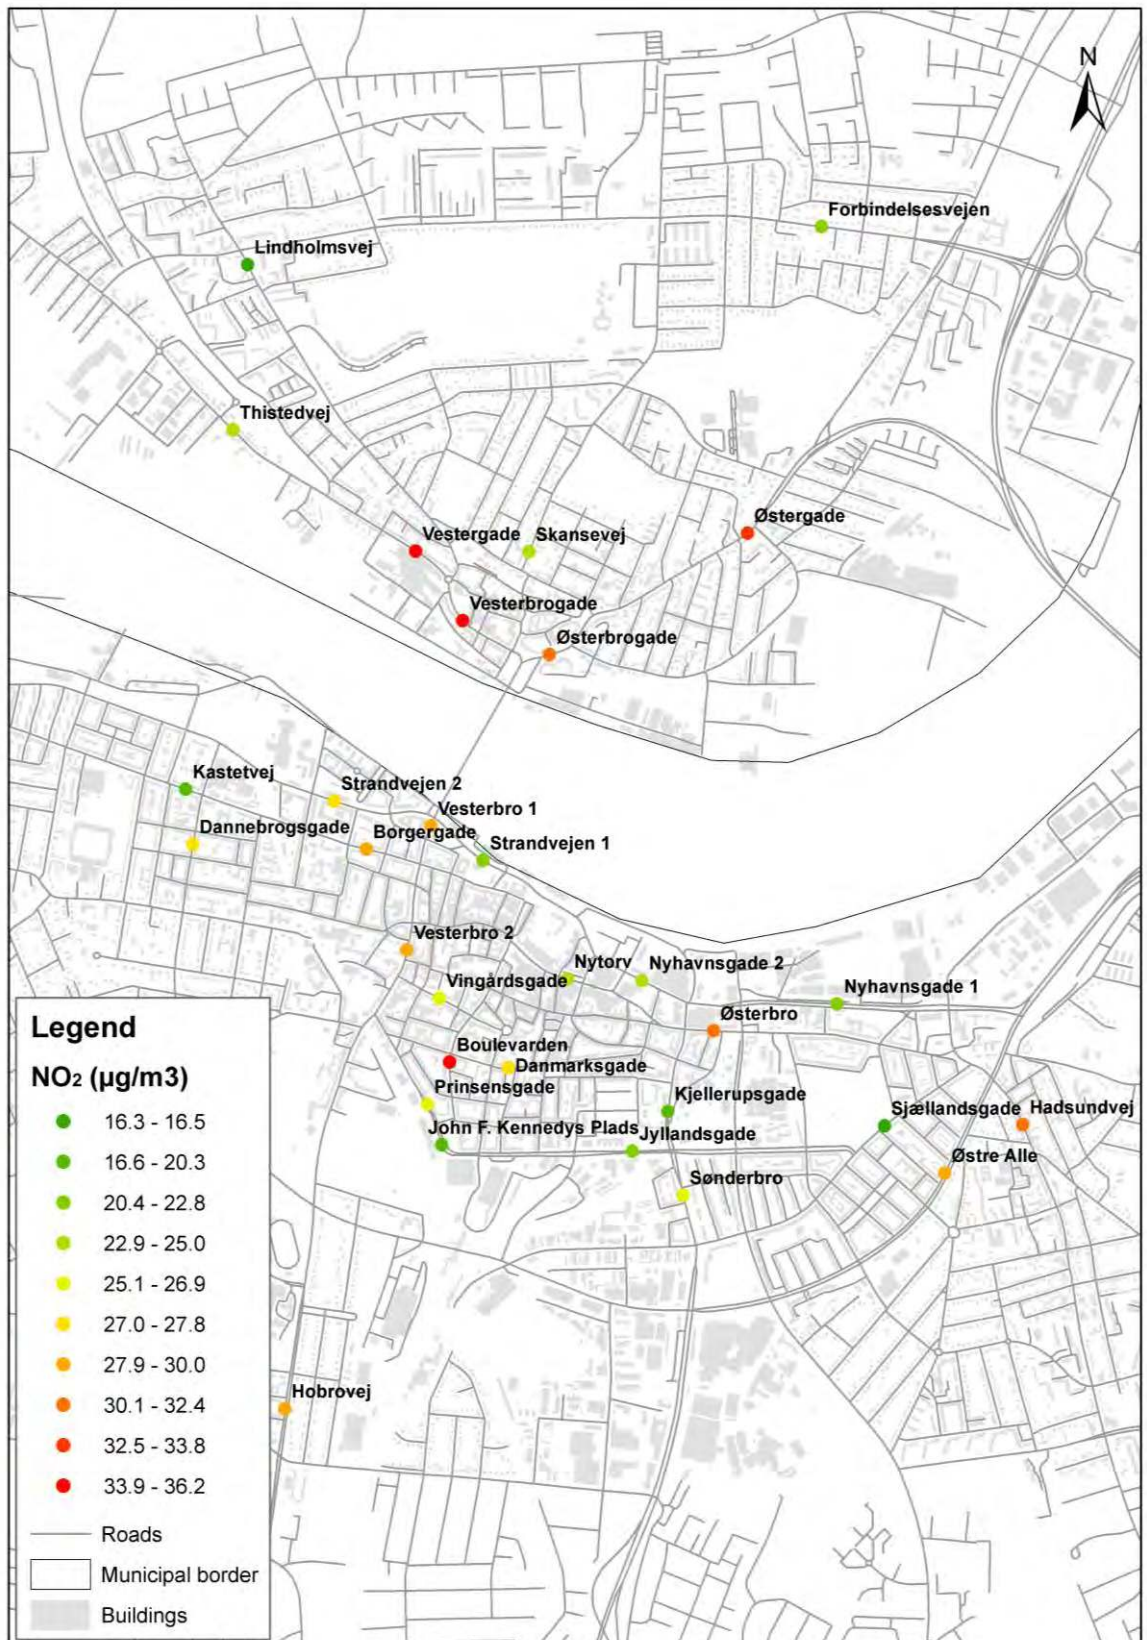 N
Forbindelsesvejen
Lindholmsvej
Thistedvej
Østergade
Vestergade
Skansevej
Vesterbrogade
Østerbrogade
Kastetvej
Strandvejen 2
Vesterbro 1
Dannebrogsgade
Borgergade
Strandvejen 1
Vesterbro 2
Nytorv
Nyhavnsgade 2
Vingårdsgade
Nyhavnsgade 1
Østerbro
Boulevarden
Danmarksgade
Prinsensgade
Kjellerupsgade
Sjællandsgade
Hadsundvej
John F. Kennedys Plads
Jyllandsgade
Østre Alle
Sønderbro
Hobrovej
Legend
NO2 (µg/m3)
16.3 - 16.5
16.6 - 20.3
20.4 - 22.8
22.9 - 25.0
25.1 - 26.9
27.0 - 27.8
27.9 - 30.0
30.1 - 32.4
32.5 - 33.8
33.9 - 36.2
Roads
Municipal border
Buildings